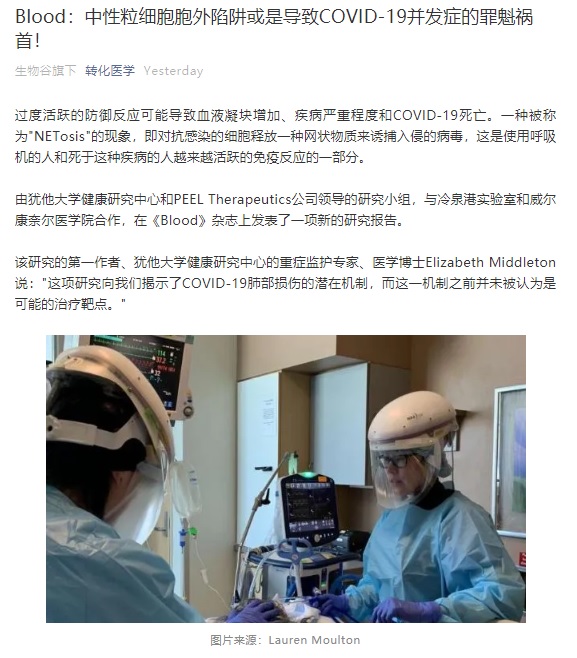 Blood：中性粒细胞胞外陷阱或是导致COVID-19并发症的罪魁祸
首！
生物谷旗下 转化医学 Yesterday
过度活跃的防御反应可能导致血液凝块增加、疾病严重程度和COVID-19死亡。一种被称
为"NETosis"的现象，即对抗感染的细胞释放一种网状物质来诱捕入侵的病毒，这是使用呼吸
机的人和死于这种疾病的人越来越活跃的免疫反应的一部分。
由犹他大学健康研究中心和PEEL Therapeutics公司领导的研究小组，与冷泉港实验室和威尔
康奈尔医学院合作，在《Blood》杂志上发表了一项新的研究报告。
该研究的第一作者、犹他大学健康研究中心的重症监护专家、医学博士Elizabeth Middleton
说："这项研究向我们揭示了COVID-19肺部损伤的潜在机制，而这一机制之前并未被认为是
可能的治疗靶点。"
114
图片来源：Lauren Moulton